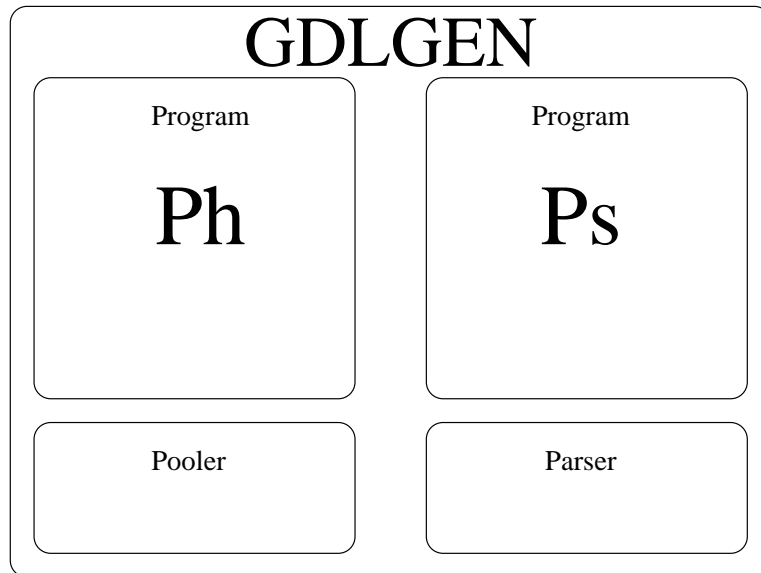 GDLGEN
Program
Program
Ph
Ps
Pooler
Parser